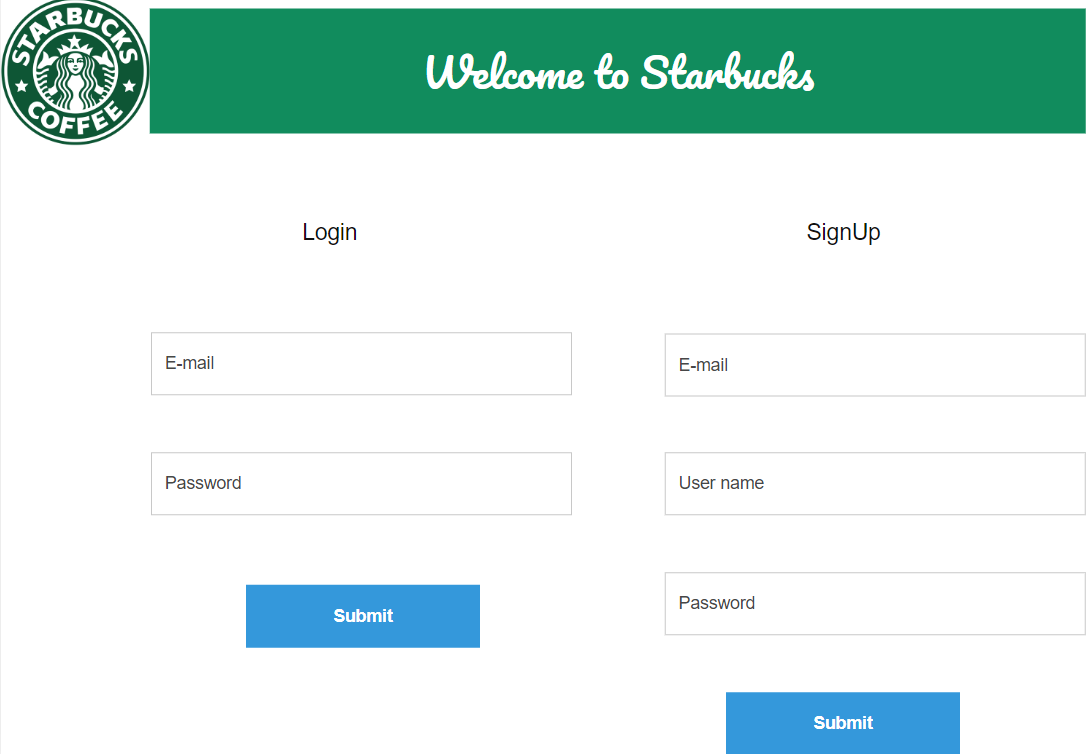 STARBUCKS
COFFEE
Welcome to Starbucks
Login
SignUp
E-mail
Password
Submit
E-mail
User name
Password
Submit